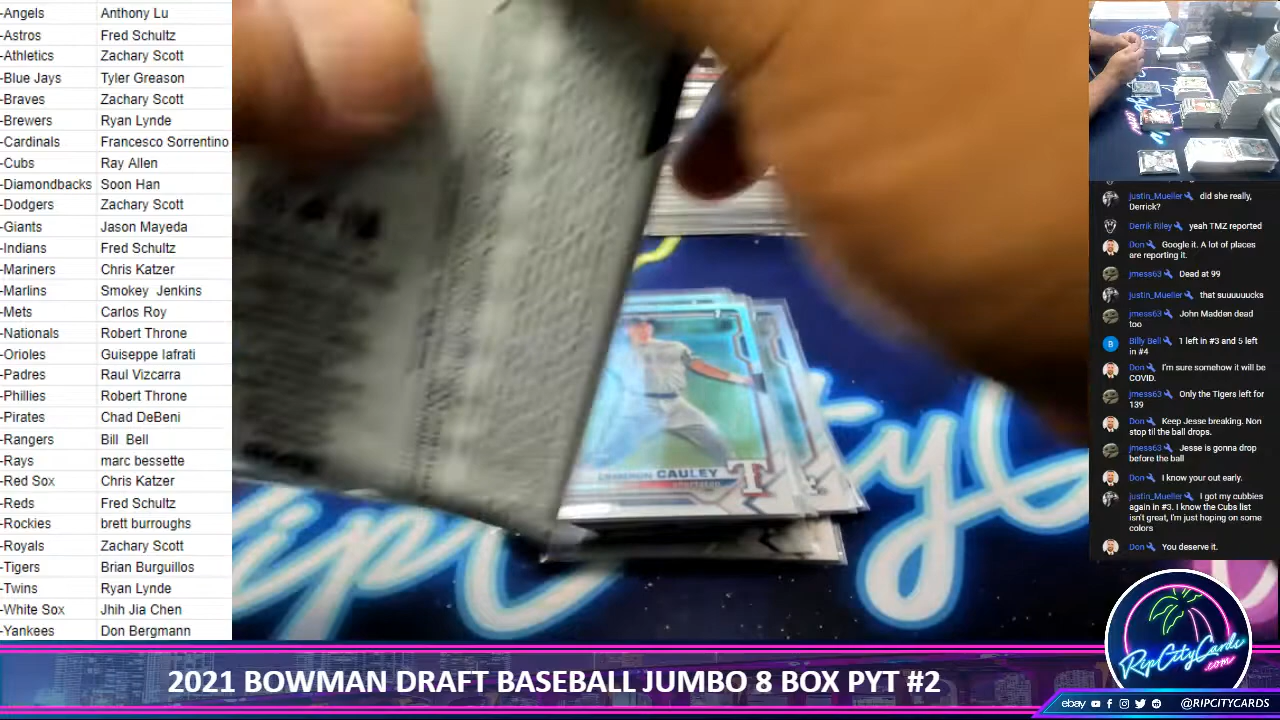 -Angels Anthony Lu
-Astros Fred Schultz
-Athletics Zachary Scott
-Blue Jays Tyler Greason
-Braves Zachary Scott
-Brewers Ryan Lynde
-Cardinals Francesco Sorrentino
-Cubs Ray Allen
-Diamondbacks Soon Han
-Dodgers Zachary Scott
-Giants Jason Mayeda
-Indians Fred Schultz
-Mariners Chris Katzer
-Marlins Smokey Jenkins
-Mets Carlos Roy
-Nationals Robert Throne
-Orioles Guiseppe Iafrati
-Padres Raul Vizcarra
-Phillies Robert Throne
-Pirates Chad DeBeni
-Rangers Bill Bell
-Rays marc bessette
-Red Sox Chris Katzer
-Reds Fred Schultz
-Rockies brett burroughs
-Royals Zachary Scott
-Tigers Brian Burguillos
-Twins Ryan Lynde
-White Sox Jhih Jia Chen
-Yankees Don Bergmann
CAULEY
T
justin_Mueller did she really,
Derrick?
Derrik Riley yeah TMZ reported
Don Google it. A lot of places
are reporting it.
jmess63 Dead at 99
justin_Mueller that suuuuuucks
jmess63 John Madden dead
too
B Billy Bell 1 left in #3 and 5 left
in #4
Don I'm sure somehow it will be
COVID.
jmess63 Only the Tigers left for
139
Don Keep Jesse breaking. Non
stop til the ball drops.
jmess63 Jesse is gonna drop
before the ball
Don I know your out early.
justin_Mueller I got my cubbies
again in #3. I know the Cubs list
isn't great, I'm just hoping on some
colors
Don You deserve it.
RipCityCards
.com
2021 BOWMAN DRAFT BASEBALL JUMBO 8 BOX PYT #2
ebay @RIPCITYCARDS